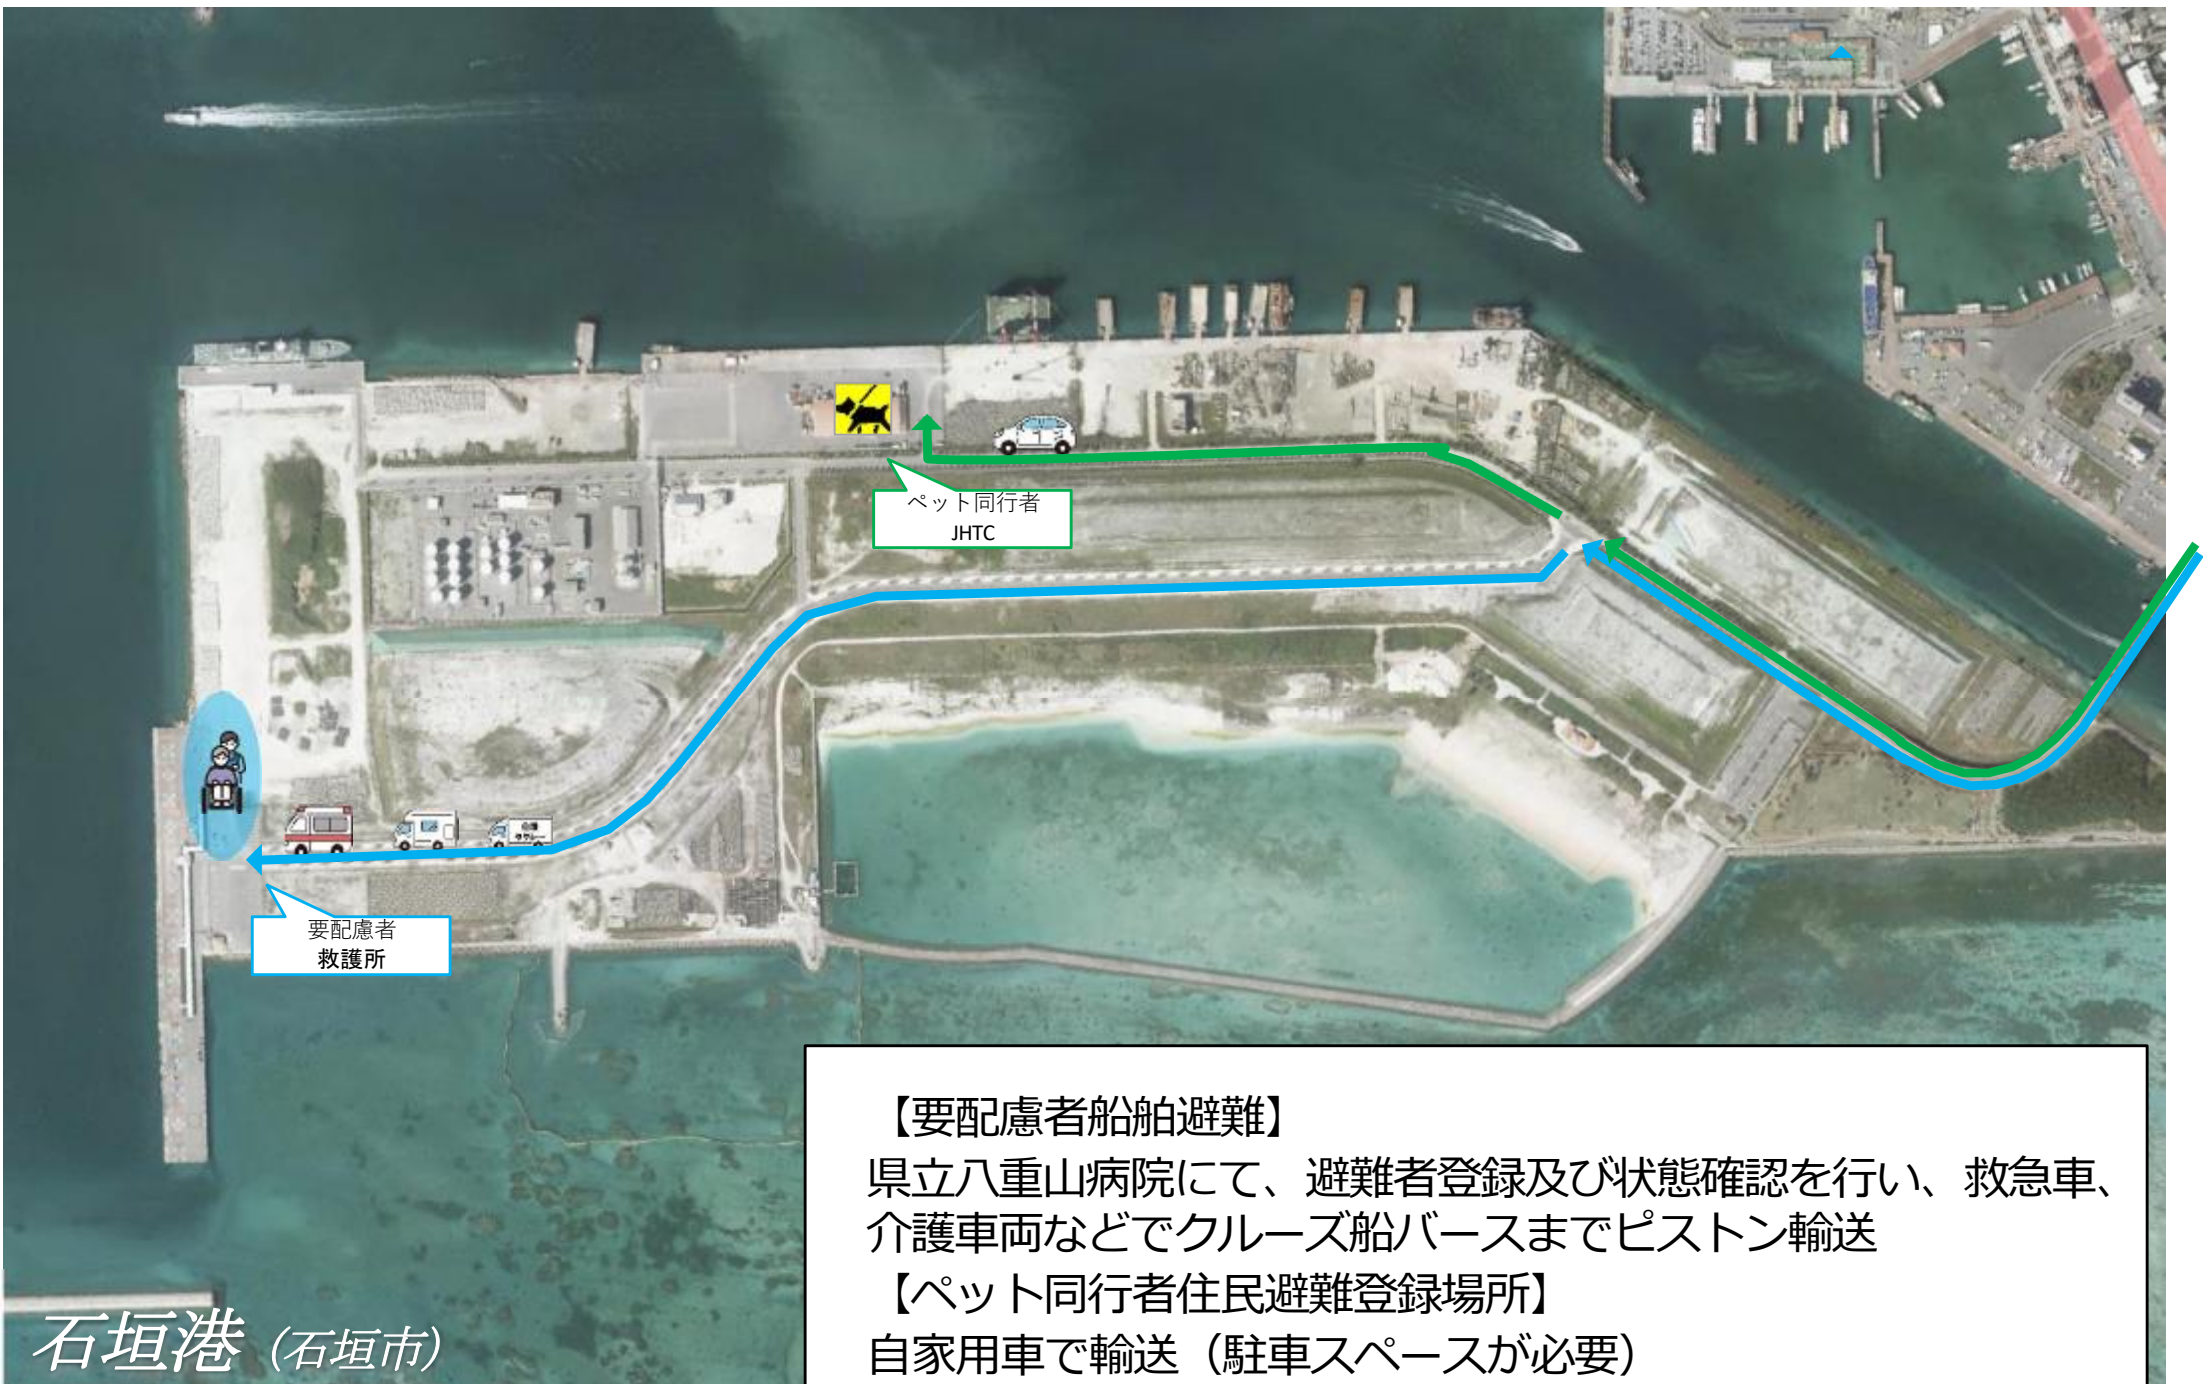 ペット同行者
JHTC
要配慮者
救護所
【要配慮者船舶避難】
県立八重山病院にて、避難者登録及び状態確認を行い、救急車、
介護車両などでクルーズ船バースまでピストン輸送
【ペット同行者住民避難登録場所】
自家用車で輸送（駐車スペースが必要）
石垣港（石垣市）